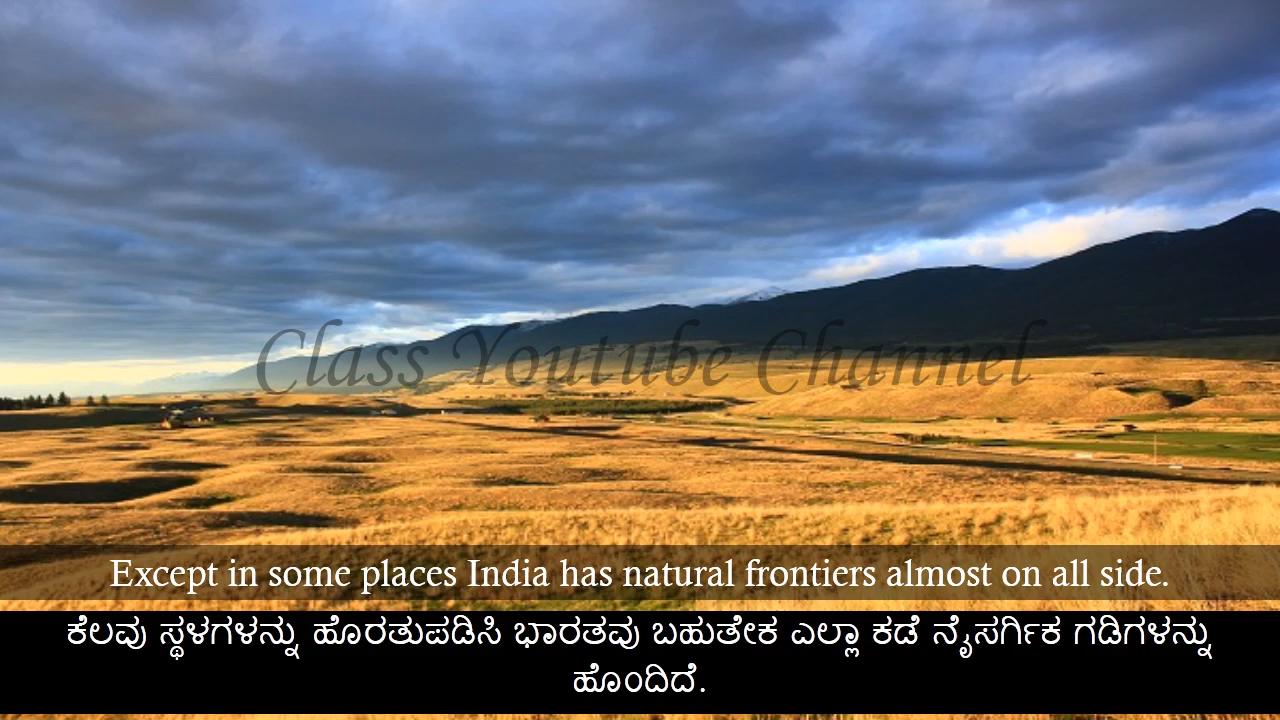 Class Youtube Channel
Except in some places India has natural frontiers almost on all side.
ಕೆಲವು ಸ್ಥಳಗಳನ್ನು ಹೊರತುಪಡಿಸಿ ಭಾರತವು ಬಹುತೇಕ ಎಲ್ಲಾ ಕಡೆ ನೈಸರ್ಗಿಕ ಗಡಿಗಳನ್ನು
ಹೊಂದಿದೆ.